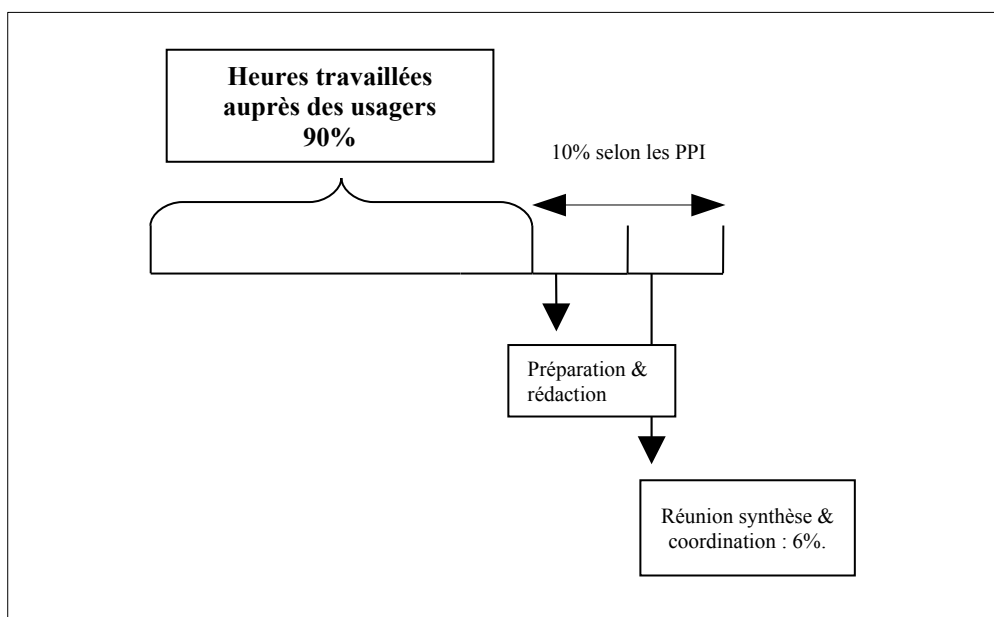 Heures travaillées
auprès des usagers
90%
10% selon les PPI
Préparation &
rédaction
Réunion synthèse &
coordination : 6%.